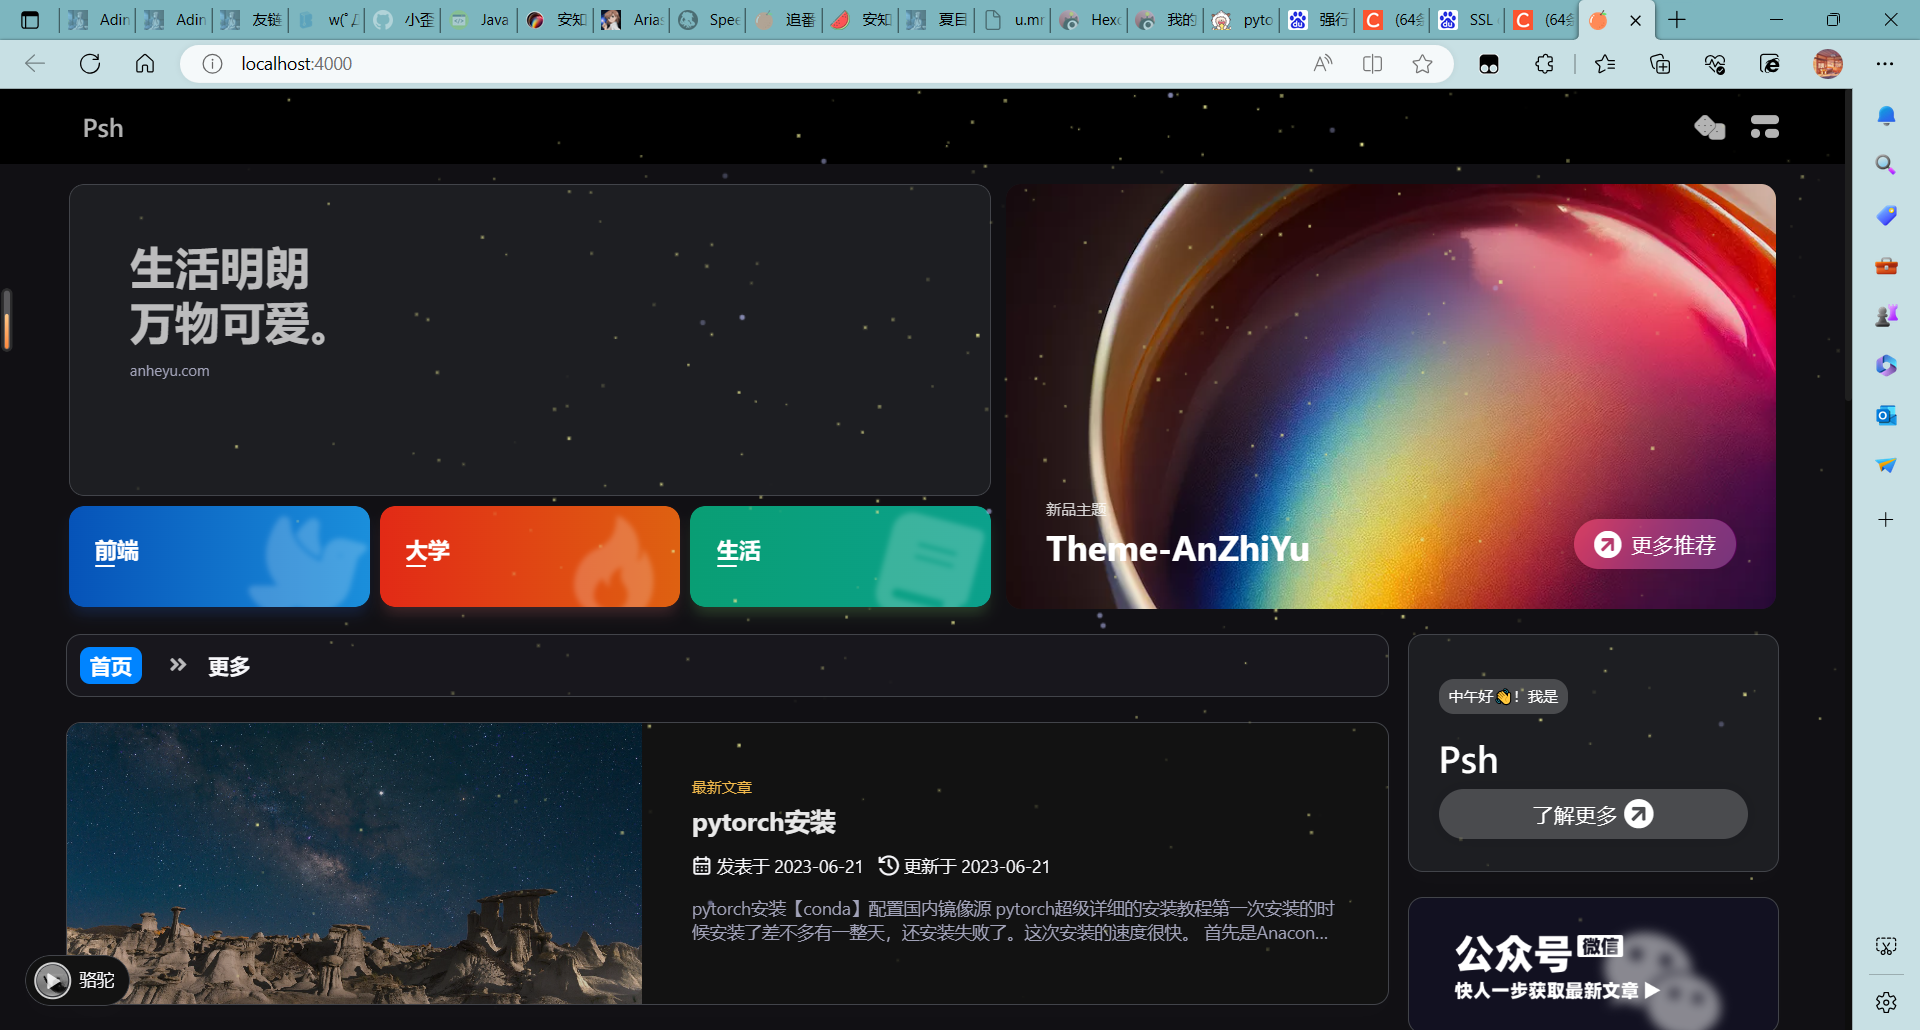 Adin
Adin
友链
w(ﾟД
小歪
Java
安知
Arias
Spee
追番
安知
夏目
u.mr
Hexo
我的
pyto
强行
(64条
SSL
(64条
localhost:4000
Psh
生活明朗
万物可爱。
anheyu.com
新品主题
Theme-AnZhiYu
更多推荐
前端
大学
生活
首页
更多
中午好👋！我是
Psh
了解更多
最新文章
pytorch安装
发表于 2023-06-21 更新于 2023-06-21
pytorch安装【conda】配置国内镜像源 pytorch超级详细的安装教程第一次安装的时
候安装了差不多有一整天，还安装失败了。这次安装的速度很快。 首先是Anacon...
公众号 微信
快人一步获取最新文章 ▶
骆驼